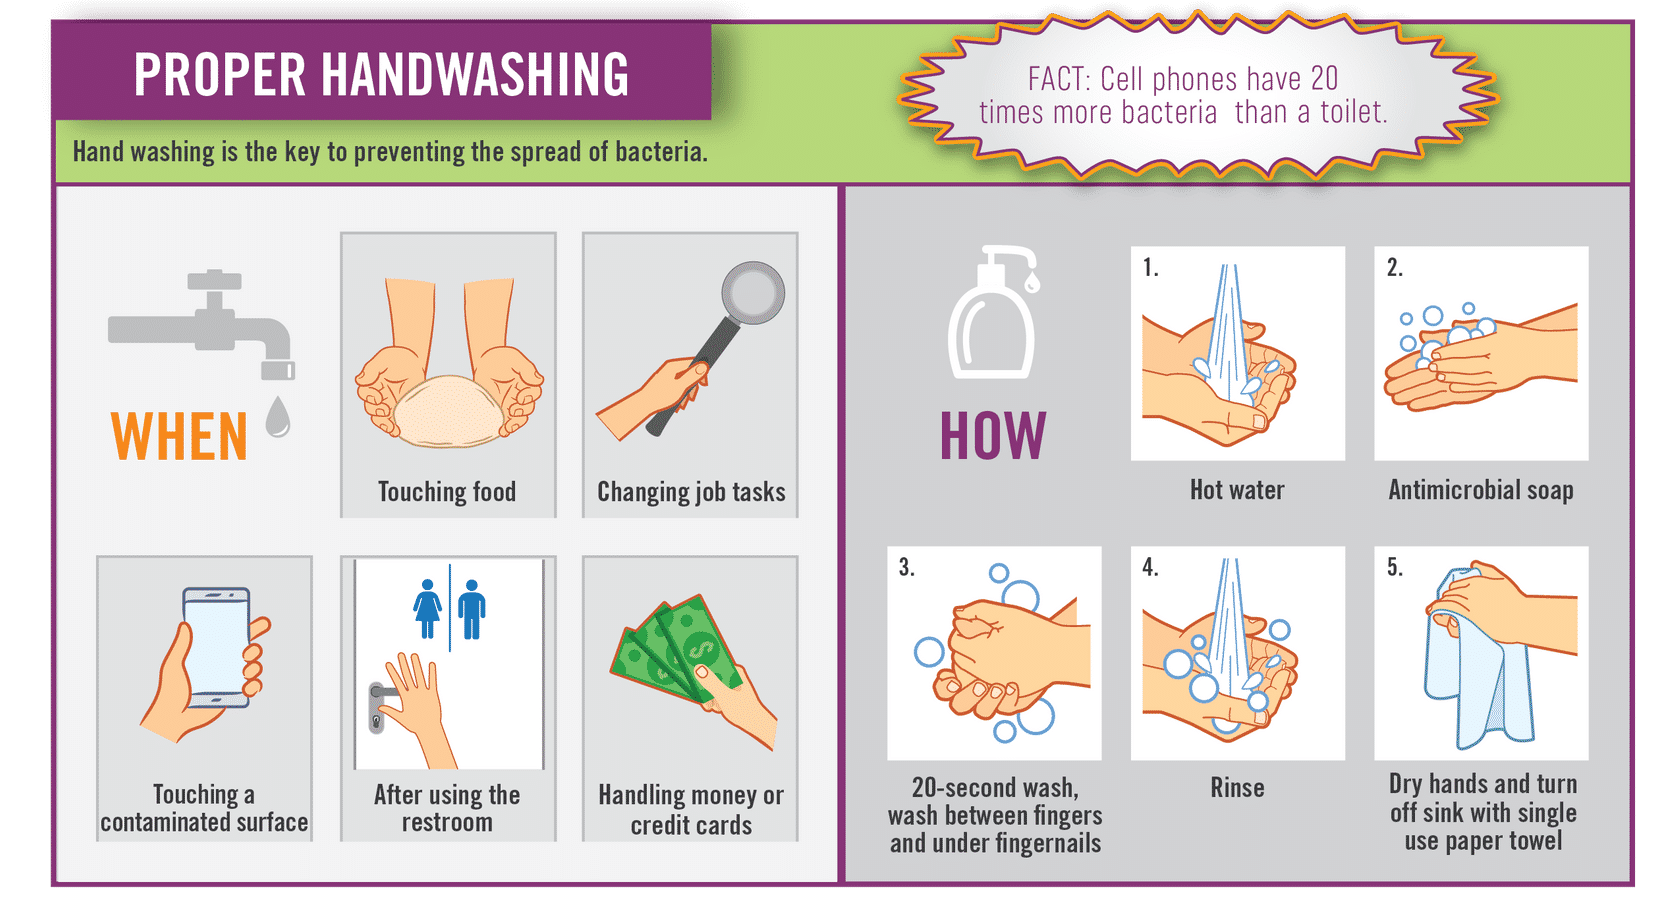 PROPER HANDWASHING
Hand washing is the key to preventing the spread of bacteria.
FACT: Cell phones have 20
times more bacteria than a toilet.
WHEN
Touching food
Changing job tasks
Touching a
contaminated surface
After using the
restroom
$
$
Handling money or
credit cards
HOW
1.
Hot water
2.
Antimicrobial soap
3.
20-second wash,
wash between fingers
and under fingernails
4.
Rinse
5.
Dry hands and turn
off sink with single
use paper towel